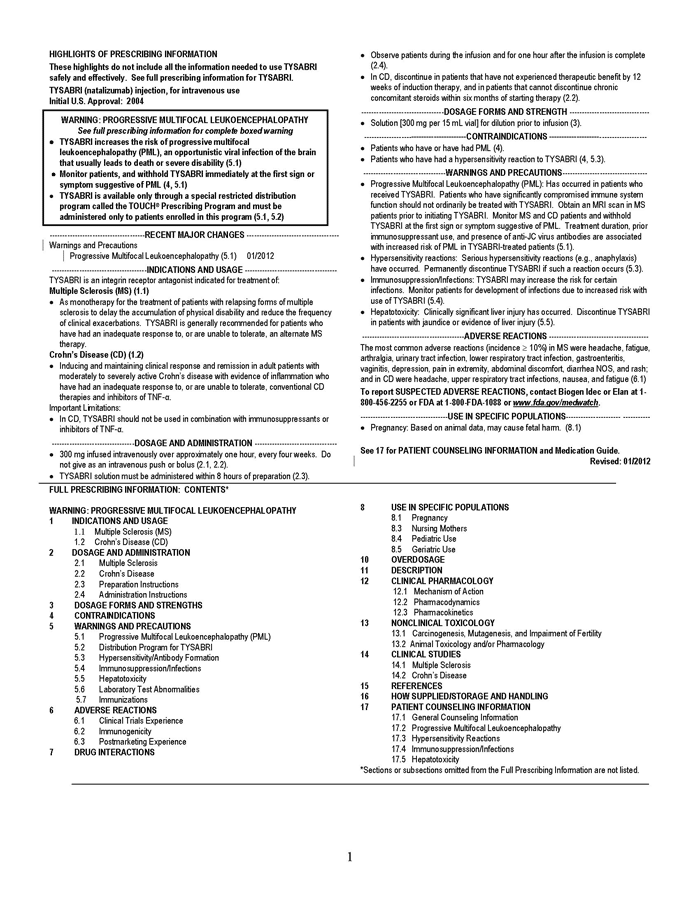 HIGHLIGHTS OF PRESCRIBING INFORMATION
These highlights do not include all the information needed to use TYSABRI
safely and effectively. See full prescribing information for TYSABRI.
TYSABRI (natalizumab) injection, for intravenous use
Initial U.S. Approval: 2004
WARNING: PROGRESSIVE MULTIFOCAL LEUKOENCEPHALOPATHY
See full prescribing information for complete boxed warning
• TYSABRI increases the risk of progressive multifocal
leukoencephalopathy (PML), an opportunistic viral infection of the brain
that usually leads to death or severe disability (5.1)
• Monitor patients, and withhold TYSABRI immediately at the first sign or
symptom suggestive of PML (4, 5.1)
• TYSABRI is available only through a special restricted distribution
program called the TOUCH® Prescribing Program and must be
administered only to patients enrolled in this program (5.1, 5.2)
--------------------------------RECENT MAJOR CHANGES --------------------------------
Warnings and Precautions
Progressive Multifocal Leukoencephalopathy (5.1) 01/2012
--------------------------------INDICATIONS AND USAGE --------------------------------
TYSABRI is an integrin receptor antagonist indicated for treatment of:
Multiple Sclerosis (MS) (1.1)
• As monotherapy for the treatment of patients with relapsing forms of multiple
sclerosis to delay the accumulation of physical disability and reduce the frequency
of clinical exacerbations. TYSABRI is generally recommended for patients who
have had an inadequate response to, or are unable to tolerate, an alternate MS
therapy.
Crohn's Disease (CD) (1.2)
• Inducing and maintaining clinical response and remission in adult patients with
moderately to severely active Crohn's disease with evidence of inflammation who
have had an inadequate response to, or are unable to tolerate, conventional CD
therapies and inhibitors of TNF-α.
Important Limitations:
• In CD, TYSABRI should not be used in combination with immunosuppressants or
inhibitors of TNF-α.
---------------------------DOSAGE AND ADMINISTRATION ---------------------------
• 300 mg infused intravenously over approximately one hour, every four weeks. Do
not give as an intravenous push or bolus (2.1, 2.2).
• TYSABRI solution must be administered within 8 hours of preparation (2.3).
• Observe patients during the infusion and for one hour after the infusion is complete
(2.4).
• In CD, discontinue in patients that have not experienced therapeutic benefit by 12
weeks of induction therapy, and in patients that cannot discontinue chronic
concomitant steroids within six months of starting therapy (2.2).
---------------------------DOSAGE FORMS AND STRENGTH ---------------------------
• Solution [300 mg per 15 mL vial] for dilution prior to infusion (3).
--------------------------------CONTRAINDICATIONS --------------------------------
• Patients who have or have had PML (4).
• Patients who have had a hypersensitivity reaction to TYSABRI (4, 5.3).
---------------------------WARNINGS AND PRECAUTIONS---------------------------
• Progressive Multifocal Leukoencephalopathy (PML): Has occurred in patients who
received TYSABRI. Patients who have significantly compromised immune system
function should not ordinarily be treated with TYSABRI. Obtain an MRI scan in MS
patients prior to initiating TYSABRI. Monitor MS and CD patients and withhold
TYSABRI at the first sign or symptom suggestive of PML. Treatment duration, prior
immunosuppressant use, and presence of anti-JC virus antibodies are associated
with increased risk of PML in TYSABRI-treated patients (5.1).
• Hypersensitivity reactions: Serious hypersensitivity reactions (e.g., anaphylaxis)
have occurred. Permanently discontinue TYSABRI if such a reaction occurs (5.3).
• Immunosuppression/Infections: TYSABRI may increase the risk for certain
infections. Monitor patients for development of infections due to increased risk with
use of TYSABRI (5.4).
• Hepatotoxicity: Clinically significant liver injury has occurred. Discontinue TYSABRI
in patients with jaundice or evidence of liver injury (5.5).
--------------------------------ADVERSE REACTIONS --------------------------------
The most common adverse reactions (incidence ≥ 10%) in MS were headache, fatigue,
arthralgia, urinary tract infection, lower respiratory tract infection, gastroenteritis,
vaginitis, depression, pain in extremity, abdominal discomfort, diarrhea NOS, and rash;
and in CD were headache, upper respiratory tract infections, nausea, and fatigue (6.1)
To report SUSPECTED ADVERSE REACTIONS, contact Biogen Idec or Elan at 1-
800-456-2255 or FDA at 1-800-FDA-1088 or www.fda.gov/medwatch.
---------------------------USE IN SPECIFIC POPULATIONS--------------------- -----------
• Pregnancy: Based on animal data, may cause fetal harm. (8.1)
See 17 for PATIENT COUNSELING INFORMATION and Medication Guide.
Revised: 01/2012
FULL PRESCRIBING INFORMATION: CONTENTS*
WARNING: PROGRESSIVE MULTIFOCAL LEUKOENCEPHALOPATHY
1 INDICATIONS AND USAGE
1.1 Multiple Sclerosis (MS)
1.2 Crohn's Disease (CD)
2 DOSAGE AND ADMINISTRATION
2.1 Multiple Sclerosis
2.2 Crohn's Disease
2.3 Preparation Instructions
2.4 Administration Instructions
3 DOSAGE FORMS AND STRENGTHS
4 CONTRAINDICATIONS
5 WARNINGS AND PRECAUTIONS
5.1 Progressive Multifocal Leukoencephalopathy (PML)
5.2 Distribution Program for TYSABRI
5.3 Hypersensitivity/Antibody Formation
5.4 Immunosuppression/Infections
5.5 Hepatotoxicity
5.6 Laboratory Test Abnormalities
5.7 Immunizations
6 ADVERSE REACTIONS
6.1 Clinical Trials Experience
6.2 Immunogenicity
6.3 Postmarketing Experience
7 DRUG INTERACTIONS
8 USE IN SPECIFIC POPULATIONS
8.1 Pregnancy
8.3 Nursing Mothers
8.4 Pediatric Use
8.5 Geriatric Use
10 OVERDOSAGE
11 DESCRIPTION
12 CLINICAL PHARMACOLOGY
12.1 Mechanism of Action
12.2 Pharmacodynamics
12.3 Pharmacokinetics
13 NONCLINICAL TOXICOLOGY
13.1 Carcinogenesis, Mutagenesis, and Impairment of Fertility
13.2 Animal Toxicology and/or Pharmacology
14 CLINICAL STUDIES
14.1 Multiple Sclerosis
14.2 Crohn's Disease
15 REFERENCES
16 HOW SUPPLIED/STORAGE AND HANDLING
17 PATIENT COUNSELING INFORMATION
17.1 General Counseling Information
17.2 Progressive Multifocal Leukoencephalopathy
17.3 Hypersensitivity Reactions
17.4 Immunosuppression/Infections
17.5 Hepatotoxicity
*Sections or subsections omitted from the Full Prescribing Information are not listed.
1